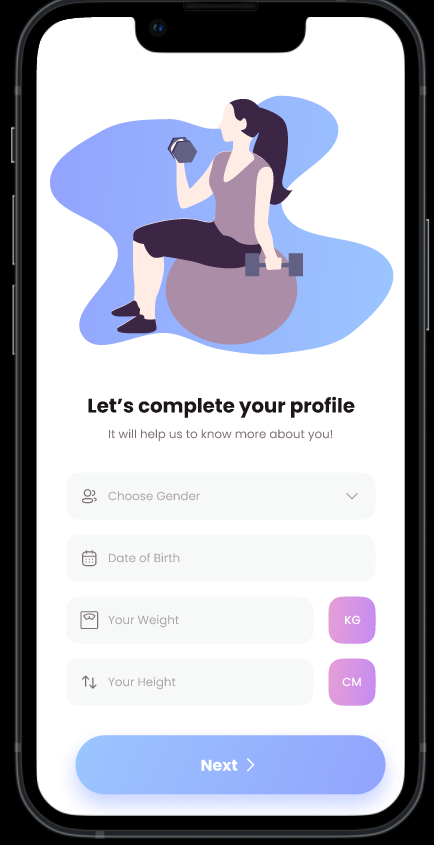 Let's complete your profile
It will help us to know more about you!
Choose Gender
Date of Birth
Your Weight
KG
Your Height
CM
Next